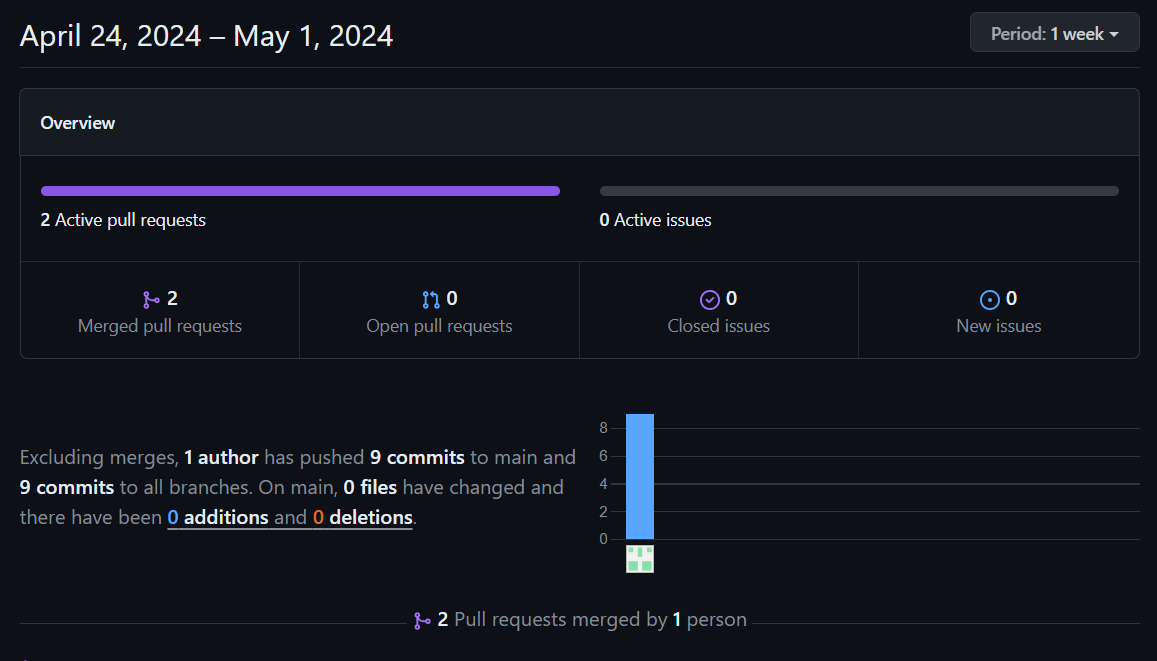 April 24, 2024 – May 1, 2024
Period: 1 week
Overview
2 Active pull requests
0 Active issues
2
Merged pull requests
0
Open pull requests
0
Closed issues
0
New issues
Excluding merges, 1 author has pushed 9 commits to main and
9 commits to all branches. On main, 0 files have changed and
there have been 0 additions and 0 deletions.
8
6
4
2
0
2 Pull requests merged by 1 person